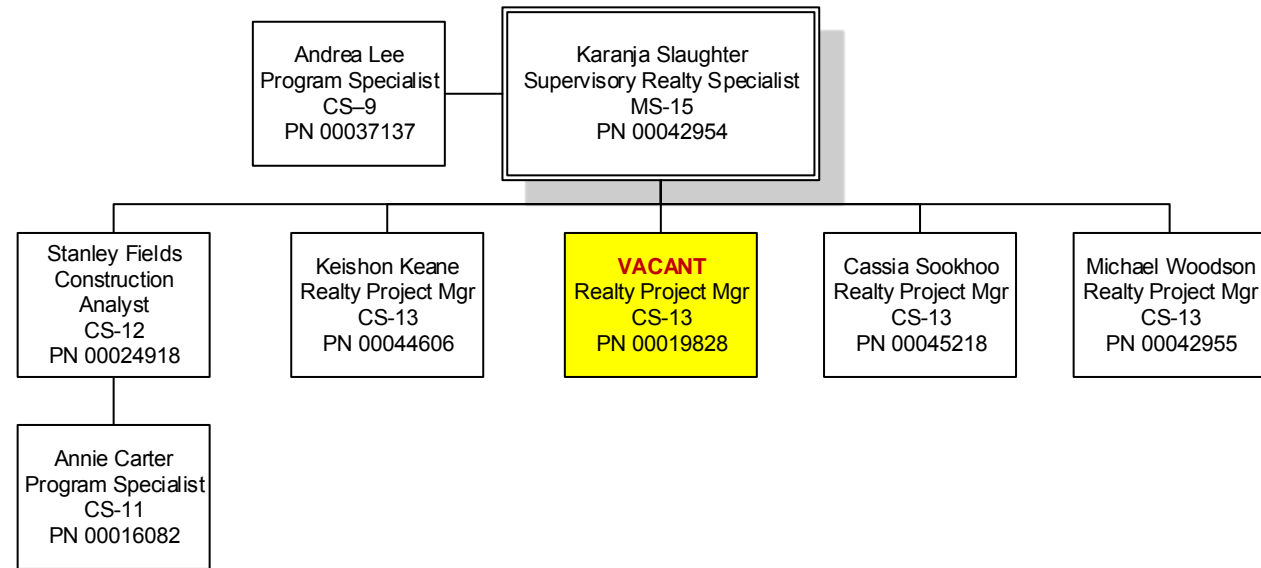 Andrea Lee
Program Specialist
CS–9
PN 00037137
Karanja Slaughter
Supervisory Realty Specialist
MS-15
PN 00042954
Stanley Fields
Construction
Analyst
CS-12
PN 00024918
Keishon Keane
Realty Project Mgr
CS-13
PN 00044606
VACANT
Realty Project Mgr
CS-13
PN 00019828
Cassia Sookhoo
Realty Project Mgr
CS-13
PN 00045218
Michael Woodson
Realty Project Mgr
CS-13
PN 00042955
Annie Carter
Program Specialist
CS-11
PN 00016082